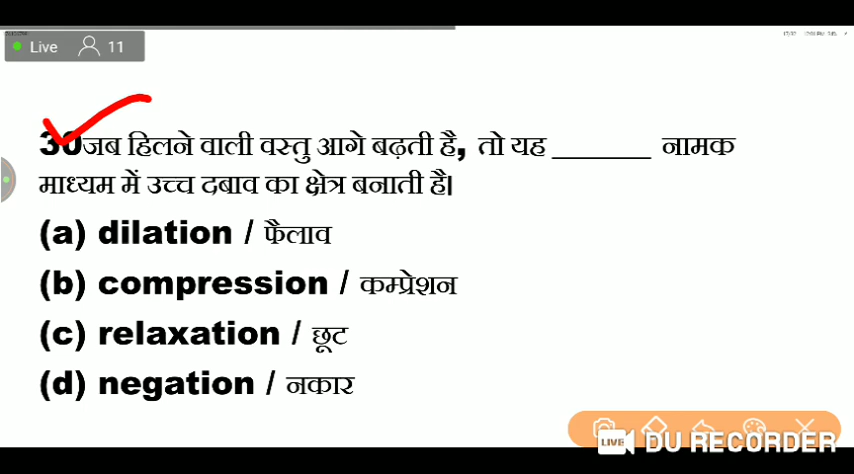 Live 11
30जब हिलने वाली वस्तु आगे बढ़ती है, तो यह _______ नामक
माध्यम में उच्च दबाव का क्षेत्र बनाती है।
(a) dilation / फैलाव
(b) compression / कम्प्रेशन
(c) relaxation / छूट
(d) negation / नकार
LIVE DU RECORDER